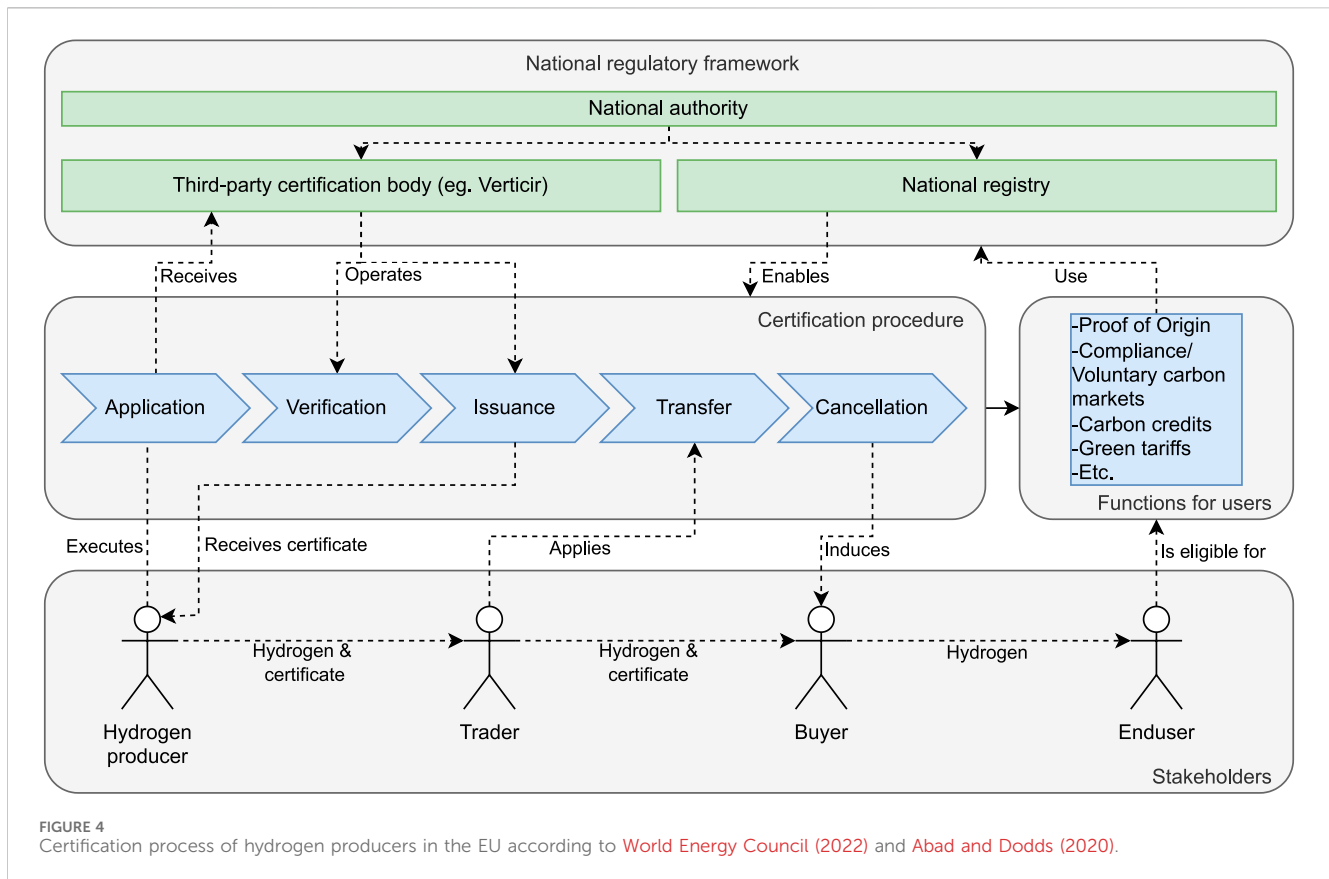 National regulatory framework
National authority
Third-party certification body (eg. Verticir)
National registry
Receives
Operates
Enables
Use
Certification procedure
Application
Verification
Issuance
Transfer
Cancellation
-Proof of Origin
-Compliance/
Voluntary carbon
markets
-Carbon credits
-Green tariffs
-Etc.
Functions for users
Executes
Receives certificate
Applies
Induces
Is eligible for
Hydrogen &
certificate
Hydrogen &
certificate
Hydrogen
Hydrogen
producer
Trader
Buyer
Enduser
Stakeholders
FIGURE 4
Certification process of hydrogen producers in the EU according to World Energy Council (2022) and Abad and Dodds (2020).